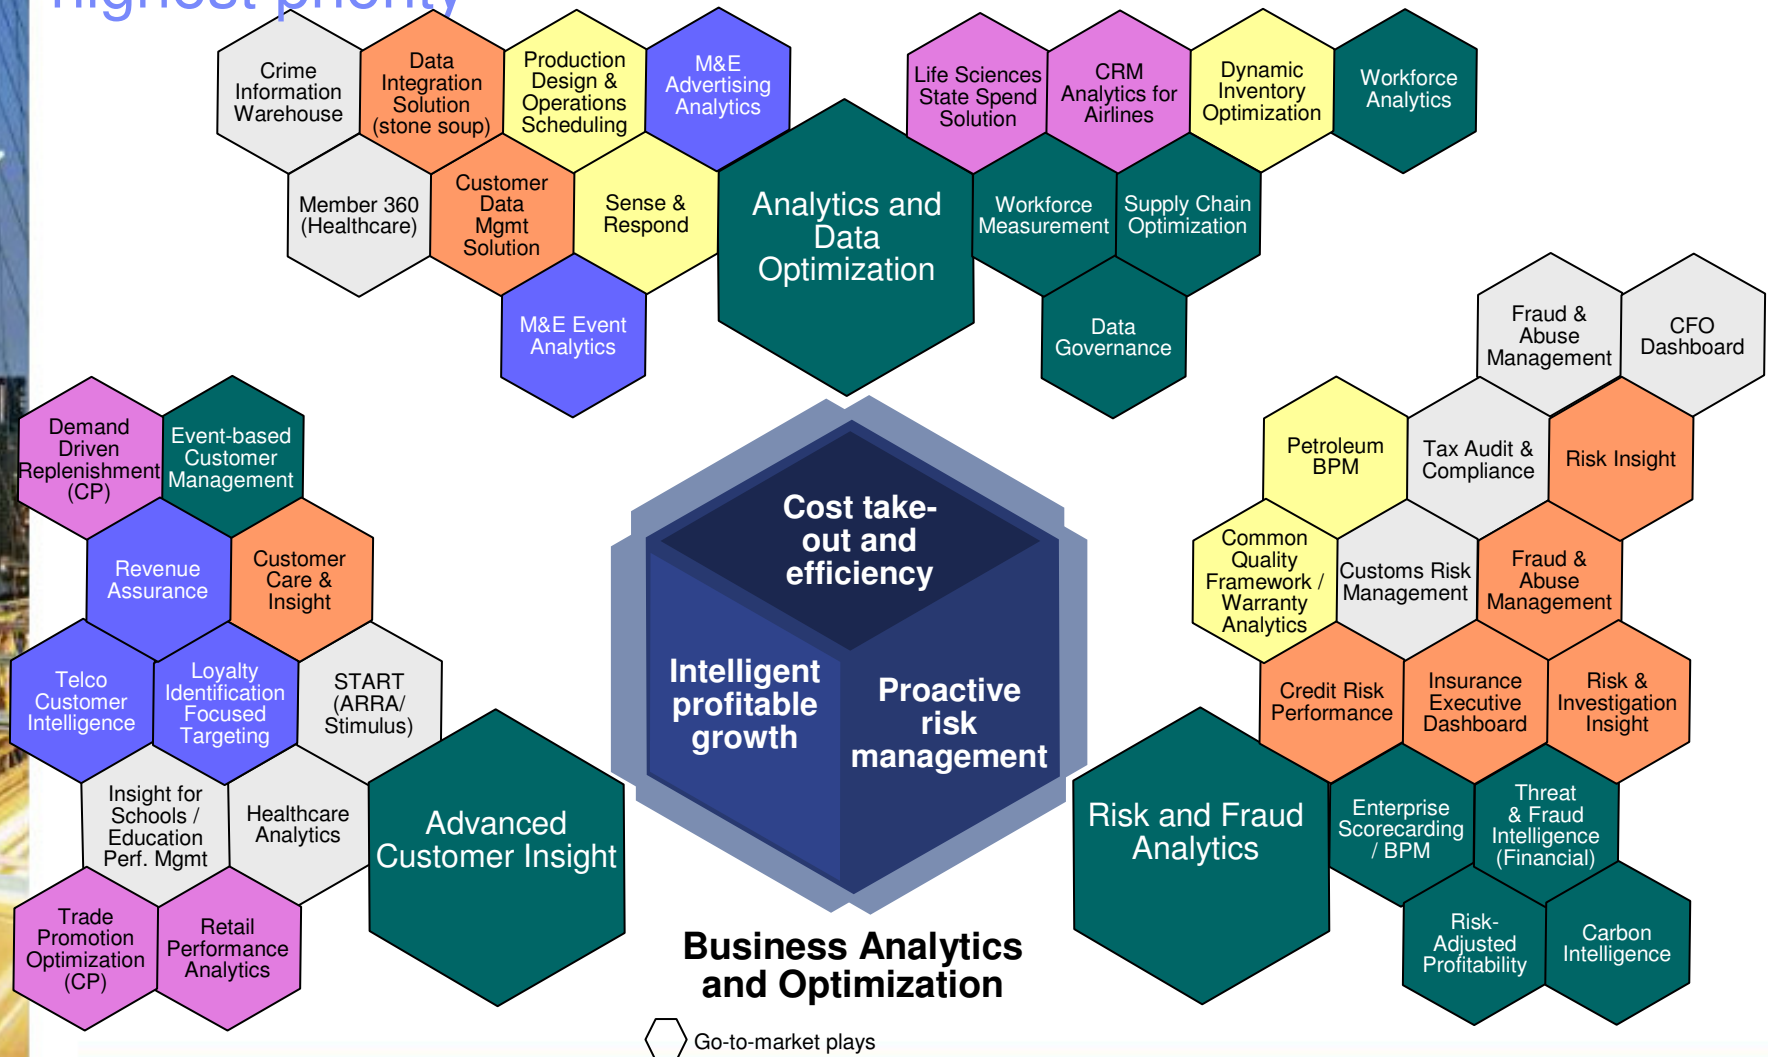 highest priority
Crime
Information
Warehouse
Data
Integration
Solution
(stone soup)
Production
Design &
Operations
Scheduling
M&E
Advertising
Analytics
Life Sciences
State Spend
Solution
CRM
Analytics for
Airlines
Dynamic
Inventory
Optimization
Workforce
Analytics
Member 360
(Healthcare)
Customer
Data
Mgmt
Solution
Sense &
Respond
Analytics and
Data
Optimization
Workforce
Measurement
Supply Chain
Optimization
M&E Event
Analytics
Data
Governance
Fraud &
Abuse
Management
CFO
Dashboard
Demand
Driven
Replenishment
(CP)
Event-based
Customer
Management
Petroleum
BPM
Tax Audit &
Compliance
Risk Insight
Revenue
Assurance
Customer
Care &
Insight
Cost take-
out and
efficiency
Common
Quality
Framework /
Warranty
Analytics
Customs Risk
Management
Fraud &
Abuse
Management
Telco
Customer
Intelligence
Loyalty
Identification
Focused
Targeting
START
(ARRA/
Stimulus)
Intelligent
profitable
growth
Proactive
risk
management
Credit Risk
Performance
Insurance
Executive
Dashboard
Risk &
Investigation
Insight
Insight for
Schools /
Education
Perf. Mgmt
Healthcare
Analytics
Advanced
Customer Insight
Risk and Fraud
Analytics
Enterprise
Scorecarding
/ BPM
Threat
& Fraud
Intelligence
(Financial)
Trade
Promotion
Optimization
(CP)
Retail
Performance
Analytics
Risk-
Adjusted
Profitability
Carbon
Intelligence
Business Analytics
and Optimization
Go-to-market plays